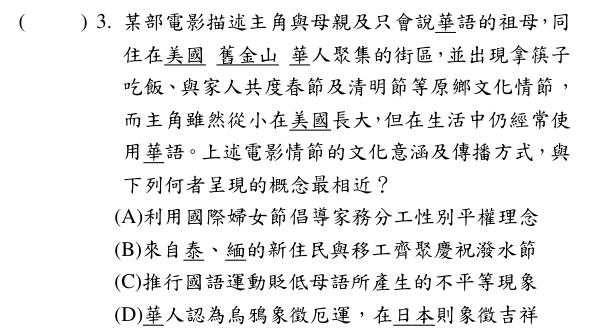 (　　) 3. 某部電影描述主角與母親及只會說華語的祖母，同
住在美國 舊金山 華人聚集的街區，並出現拿筷子
吃飯、與家人共度春節及清明節等原鄉文化情節，
而主角雖然從小在美國長大，但在生活中仍經常使
用華語。上述電影情節的文化意涵及傳播方式，與
下列何者呈現的概念最相近？
(A)利用國際婦女節倡導家務分工性別平權理念
(B)來自泰、緬的新住民與移工齊聚慶祝潑水節
(C)推行國語運動貶低母語所產生的不平等現象
(D)華人認為烏鴉象徵厄運，在日本則象徵吉祥